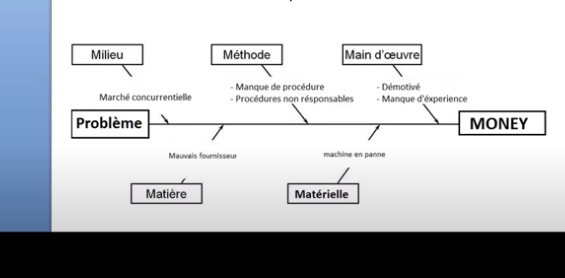 Milieu
Méthode
Main d'œuvre
Marché concurrentielle
- Manque de procédure
- Procédures non résponsables
- Démotivé
- Manque d'éxperience
Problème
MONEY
Mauvais fournisseur
machine en panne
Matière
Matérielle